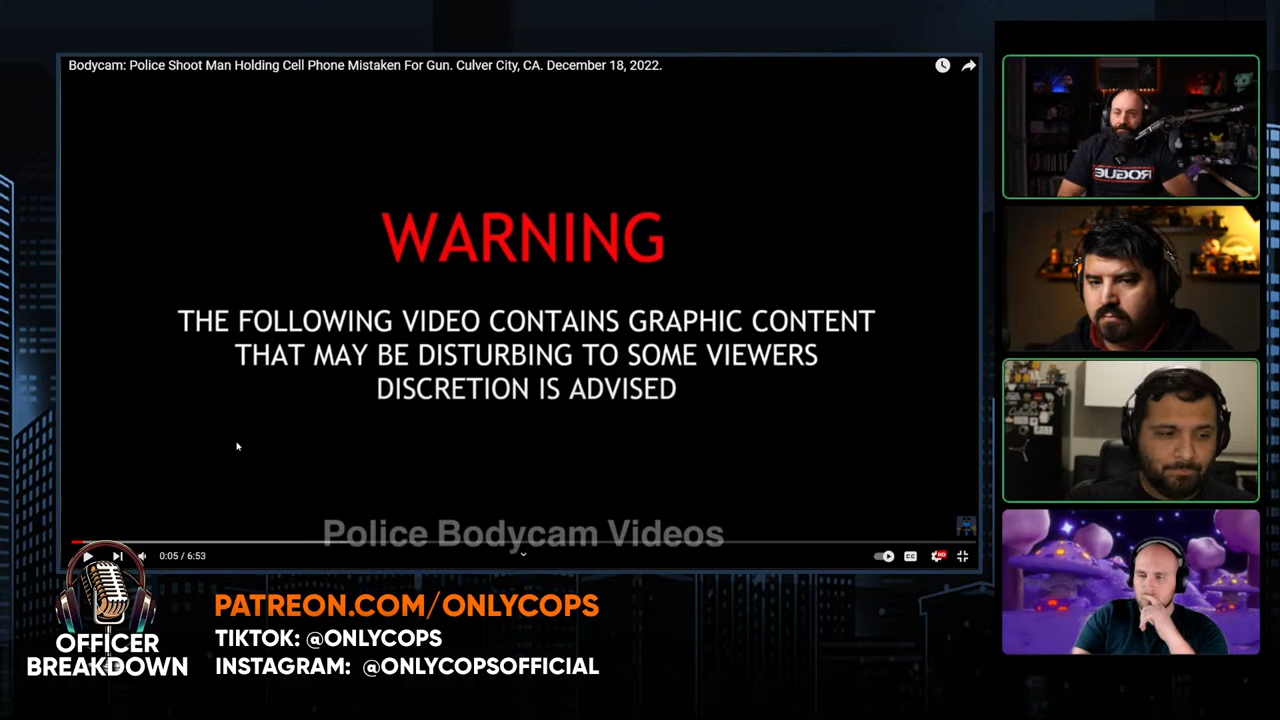 Bodycam: Police Shoot Man Holding Cell Phone Mistaken For Gun. Culver City, CA. December 18, 2022.
WARNING
THE FOLLOWING VIDEO CONTAINS GRAPHIC CONTENT
THAT MAY BE DISTURBING TO SOME VIEWERS
DISCRETION IS ADVISED
Police Bodycam Videos
0:05 / 6:53
CC
HD
OFFICER
BREAKDOWN
PATREON.COM/ONLYCOPS
TIKTOK: @ONLYCOPS
INSTAGRAM: @ONLYCOPSOFFICIAL
ROGUE